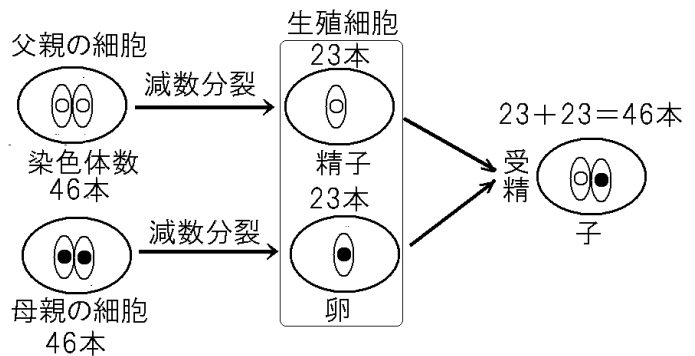 父親の細胞
染色体数
46本
減数分裂
母親の細胞
46本
減数分裂
生殖細胞
23本
精子
23本
卵
受精
23＋23＝46本
子